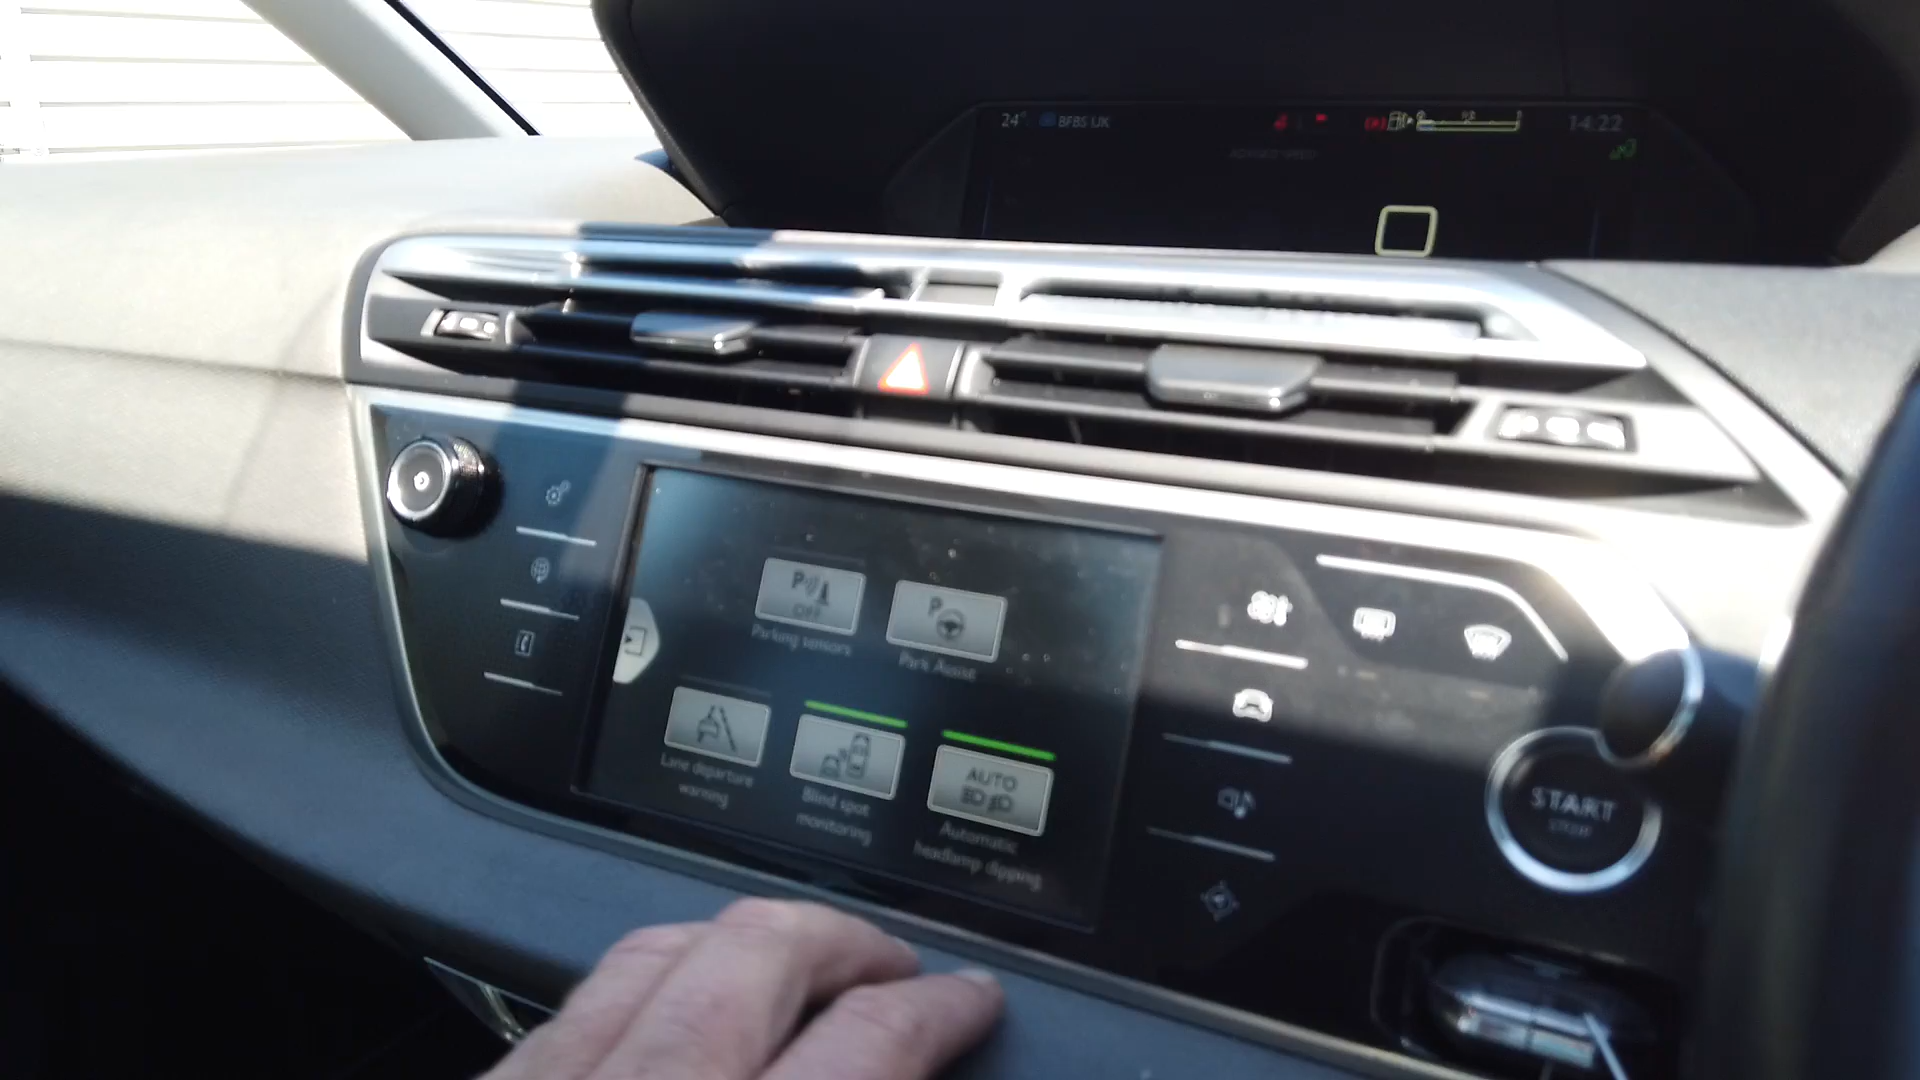 24° BFBS UK
14:22
P OFF
Parking sensors
P
Park Assist
Lane departure
warning
Blind spot
monitoring
AUTO
Automatic
headlamp dipping
START
STOP